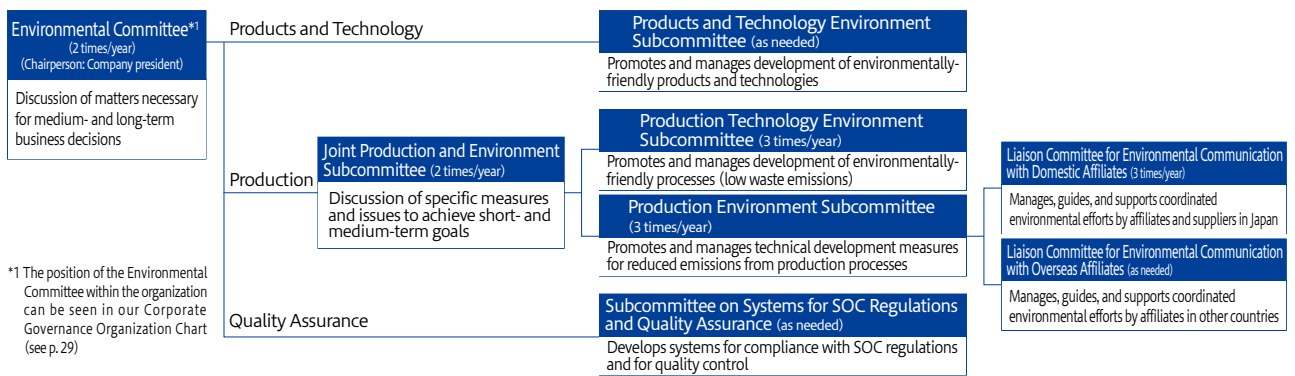 Environmental Committee*1
(2 times/year)
(Chairperson: Company president)
Discussion of matters necessary
for medium- and long-term
business decisions
*1 The position of the Environmental
Committee within the organization
can be seen in our Corporate
Governance Organization Chart
(see p. 29)
Products and Technology
Products and Technology Environment
Subcommittee (as needed)
Promotes and manages development of environmentally-
friendly products and technologies
Production
Joint Production and Environment
Subcommittee (2 times/year)
Discussion of specific measures
and issues to achieve short- and
medium-term goals
Production Technology Environment
Subcommittee (3 times/year)
Promotes and manages development of environmentally-
friendly processes (low waste emissions)
Production Environment Subcommittee
(3 times/year)
Promotes and manages technical development measures
for reduced emissions from production processes
Liaison Committee for Environmental Communication
with Domestic Affiliates (3 times/year)
Manages, guides, and supports coordinated
environmental efforts by affiliates and suppliers in Japan
Liaison Committee for Environmental Communication
with Overseas Affiliates (as needed)
Manages, guides, and supports coordinated
environmental efforts by affiliates in other countries
Quality Assurance
Subcommittee on Systems for SOC Regulations
and Quality Assurance (as needed)
Develops systems for compliance with SOC regulations
and for quality control